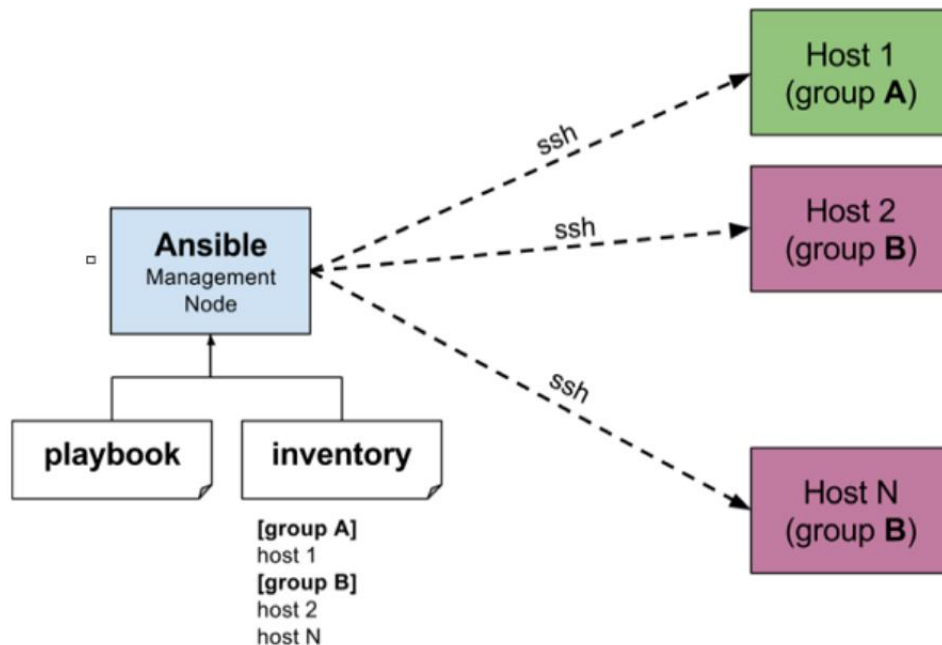 Host 1
(group A)
ssh
Host 2
(group B)
ssh
Ansible
Management
Node
ssh
playbook
inventory
Host N
(group B)
[group A]
host 1
[group B]
host 2
host N